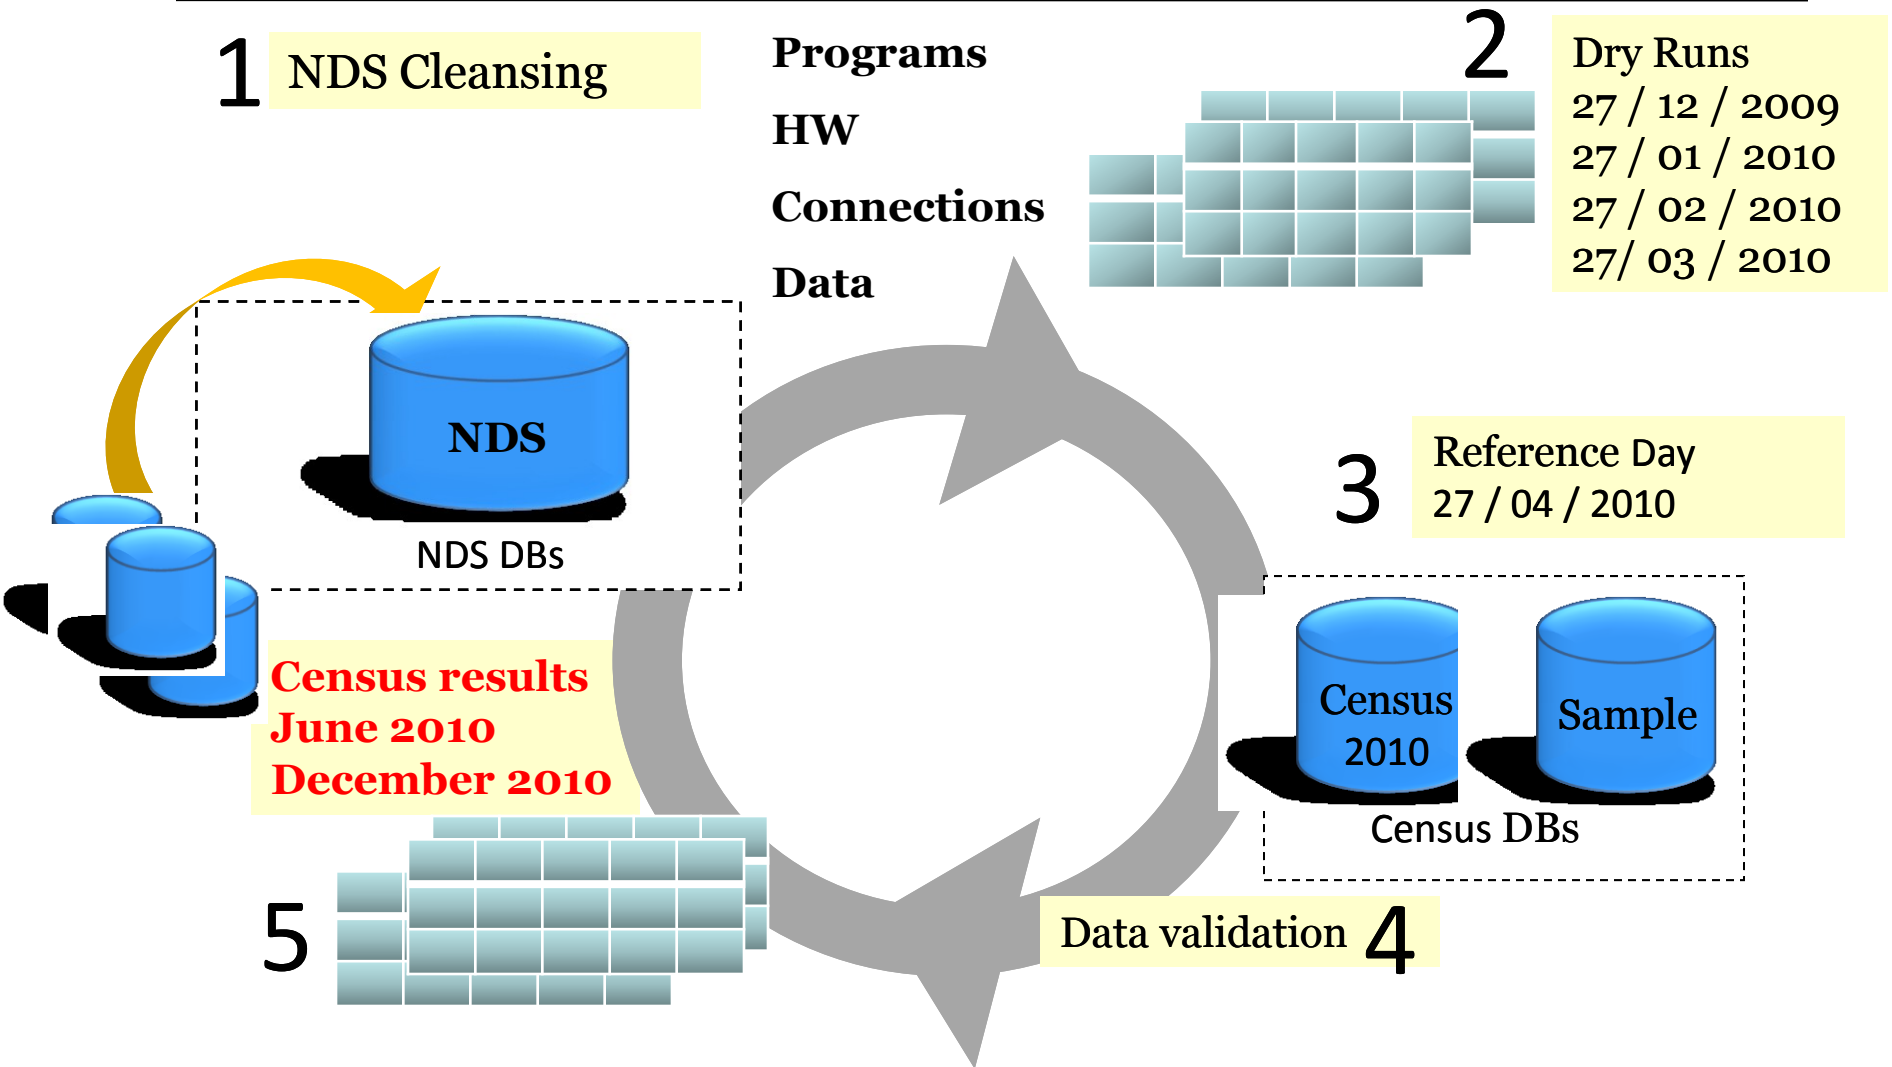 1
NDS Cleansing
Programs
HW
Connections
Data
2
Dry Runs
27 / 12 / 2009
27 / 01 / 2010
27 / 02 / 2010
27/ 03 / 2010
NDS
NDS DBs
3
Reference Day
27 / 04 / 2010
Census
2010
Sample
Census DBs
Data validation 4
Census results
June 2010
December 2010
5